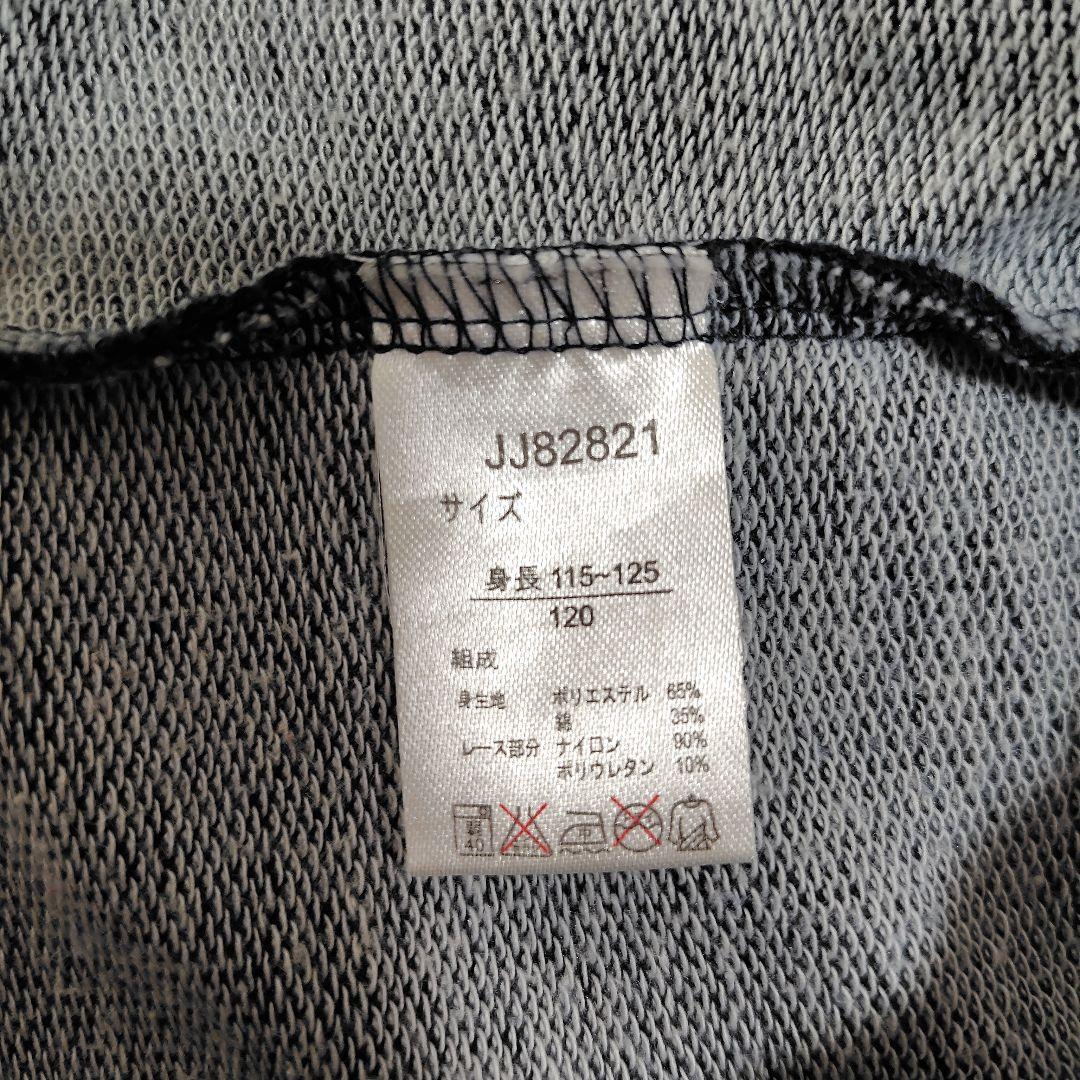 JJ82821
サイズ
身長 115~125
120
組成
身生地 ポリエステル 65%
綿 35%
レース部分 ナイロン 90%
ポリウレタン 10%
40 中